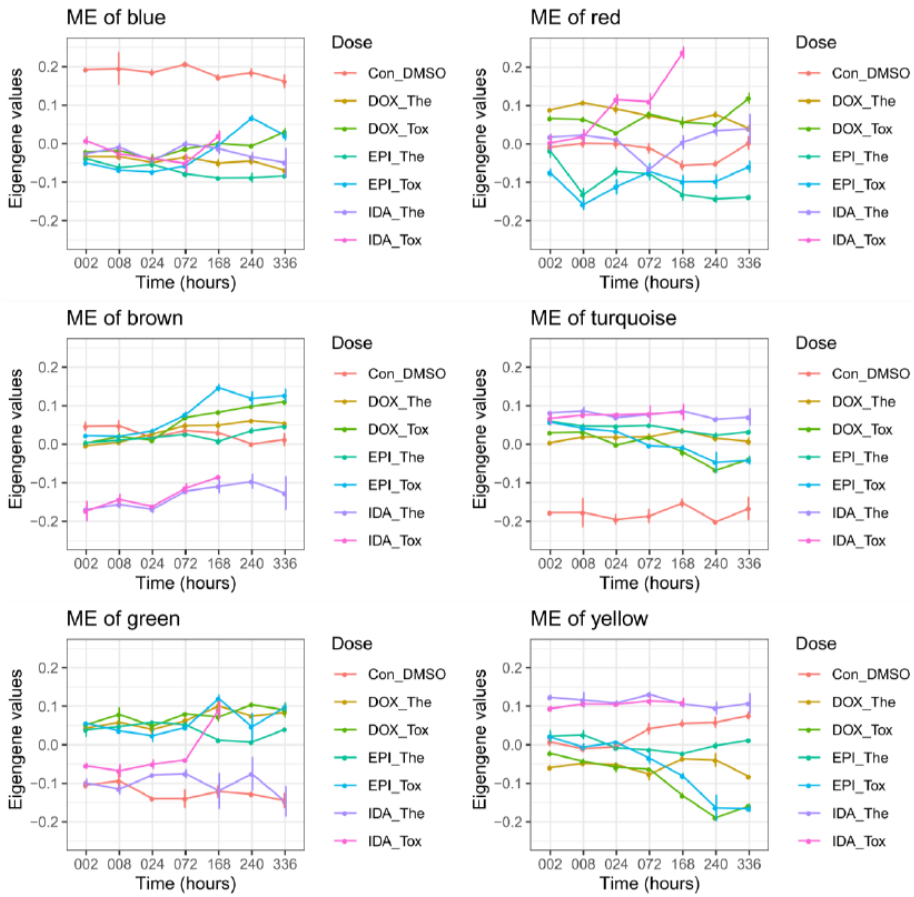 ME of blue
Eigengene values
0.2
0.1
0.0
−0.1
−0.2
002 008 024 072 168 240 336
Time (hours)
Dose
Con_DMSO
DOX_The
DOX_Tox
EPI_The
EPI_Tox
IDA_The
IDA_Tox
ME of red
Eigengene values
0.2
0.1
0.0
−0.1
−0.2
002 008 024 072 168 240 336
Time (hours)
Dose
Con_DMSO
DOX_The
DOX_Tox
EPI_The
EPI_Tox
IDA_The
IDA_Tox
ME of brown
Eigengene values
0.2
0.1
0.0
−0.1
−0.2
002 008 024 072 168 240 336
Time (hours)
Dose
Con_DMSO
DOX_The
DOX_Tox
EPI_The
EPI_Tox
IDA_The
IDA_Tox
ME of turquoise
Eigengene values
0.2
0.1
0.0
−0.1
−0.2
002 008 024 072 168 240 336
Time (hours)
Dose
Con_DMSO
DOX_The
DOX_Tox
EPI_The
EPI_Tox
IDA_The
IDA_Tox
ME of green
Eigengene values
0.2
0.1
0.0
−0.1
−0.2
002 008 024 072 168 240 336
Time (hours)
Dose
Con_DMSO
DOX_The
DOX_Tox
EPI_The
EPI_Tox
IDA_The
IDA_Tox
ME of yellow
Eigengene values
0.2
0.1
0.0
−0.1
−0.2
002 008 024 072 168 240 336
Time (hours)
Dose
Con_DMSO
DOX_The
DOX_Tox
EPI_The
EPI_Tox
IDA_The
IDA_Tox